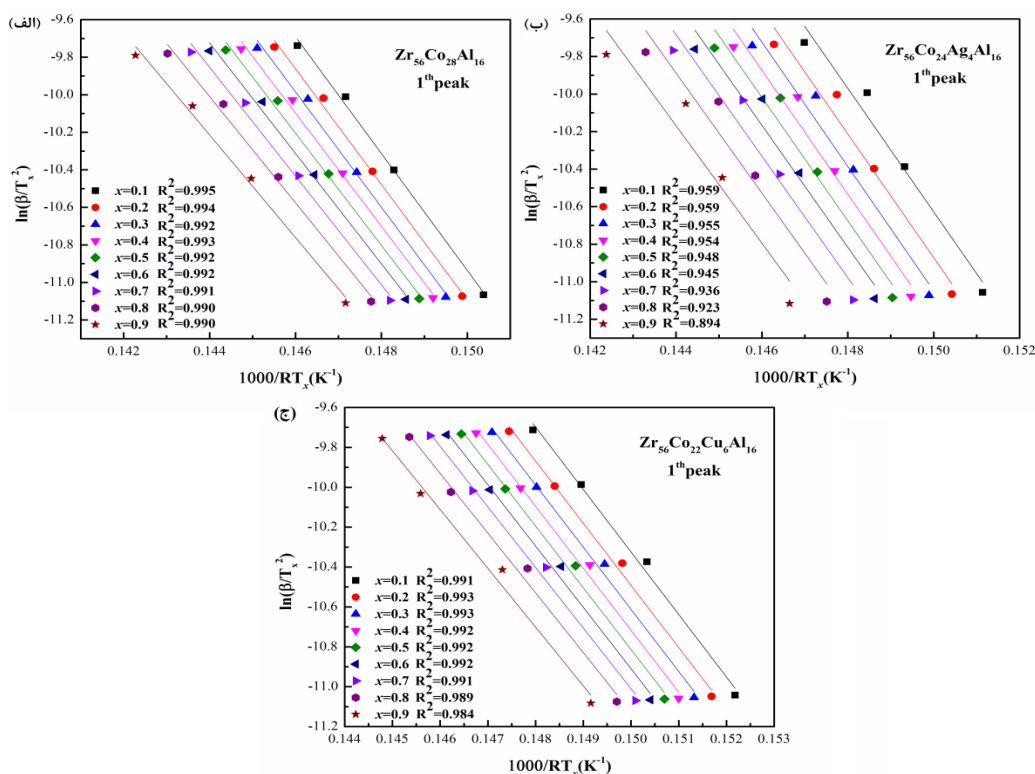 (الف)
Zr₅₆Co₂₈Al₁₆
1ᵗʰpeak
ln(β/Tₓ²)
-9.6
-9.8
-10.0
-10.2
-10.4
-10.6
-10.8
-11.0
-11.2
x=0.1 R²=0.995
x=0.2 R²=0.994
x=0.3 R²=0.992
x=0.4 R²=0.993
x=0.5 R²=0.992
x=0.6 R²=0.992
x=0.7 R²=0.991
x=0.8 R²=0.990
x=0.9 R²=0.990
0.142 0.144 0.146 0.148 0.150
1000/RTₓ(K⁻¹)
(ب)
Zr₅₆Co₂₄Ag₄Al₁₆
1ᵗʰpeak
ln(β/Tₓ²)
-9.6
-9.8
-10.0
-10.2
-10.4
-10.6
-10.8
-11.0
-11.2
x=0.1 R²=0.959
x=0.2 R²=0.959
x=0.3 R²=0.955
x=0.4 R²=0.954
x=0.5 R²=0.948
x=0.6 R²=0.945
x=0.7 R²=0.936
x=0.8 R²=0.923
x=0.9 R²=0.894
0.142 0.144 0.146 0.148 0.150 0.152
1000/RTₓ(K⁻¹)
(ج)
Zr₅₆Co₂₂Cu₆Al₁₆
1ᵗʰpeak
ln(β/Tₓ²)
-9.6
-9.8
-10.0
-10.2
-10.4
-10.6
-10.8
-11.0
-11.2
x=0.1 R²=0.991
x=0.2 R²=0.993
x=0.3 R²=0.993
x=0.4 R²=0.992
x=0.5 R²=0.992
x=0.6 R²=0.992
x=0.7 R²=0.991
x=0.8 R²=0.989
x=0.9 R²=0.984
0.144 0.145 0.146 0.147 0.148 0.149 0.150 0.151 0.152 0.153
1000/RTₓ(K⁻¹)